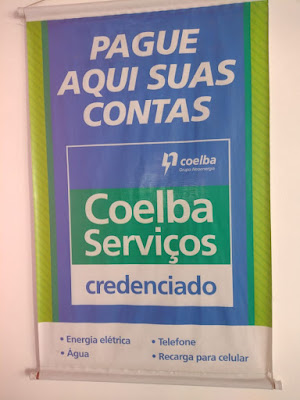 PAGUE
AQUI SUAS
CONTAS
coelba
Grupo Neoenergia
Coelba
Serviços
credenciado
• Energia elétrica
• Água
• Telefone
• Recarga para celular